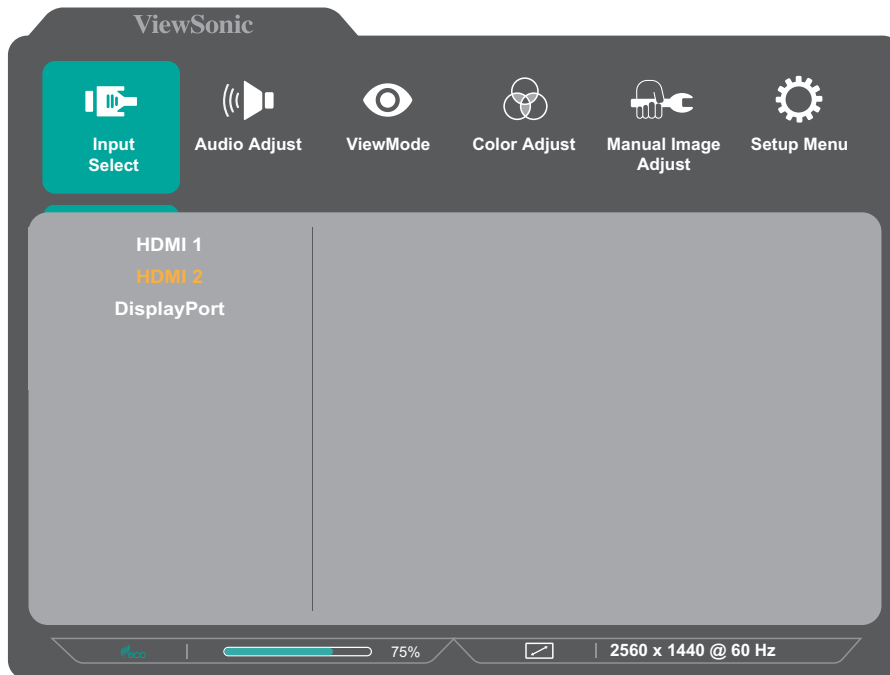 ViewSonic
Input
Select
Audio Adjust
ViewMode
Color Adjust
Manual Image
Adjust
Setup Menu
HDMI 1
HDMI 2
DisplayPort
eco
75%
2560 x 1440 @ 60 Hz